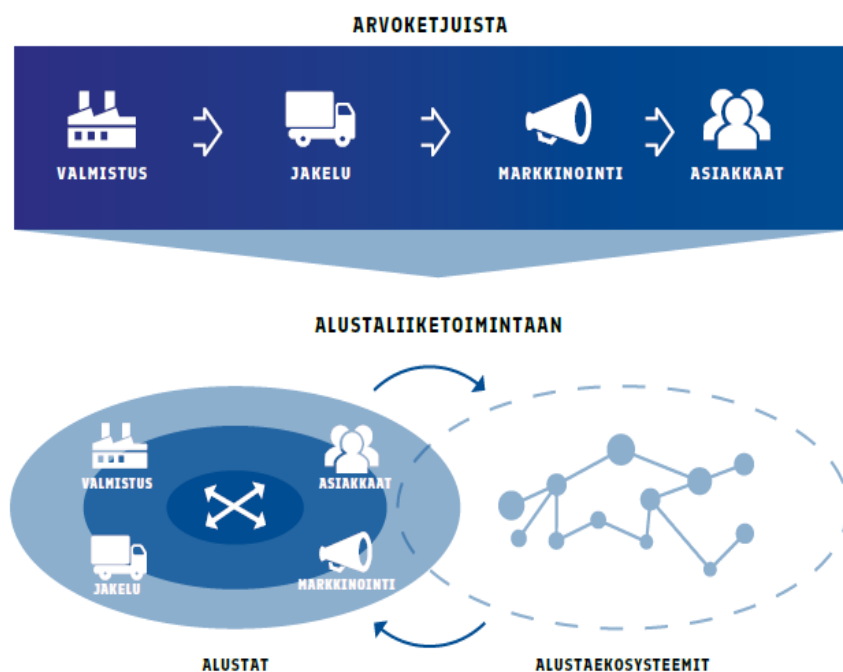 ARVOKETJUISTA
VALMISTUS
JAKELU
MARKKINOINTI
ASIAKKAAT
ALUSTALIIKETOIMINTAAN
VALMISTUS
ASIAKKAAT
JAKELU
MARKKINOINTI
ALUSTAT
ALUSTAEKOSYSTEEMIT